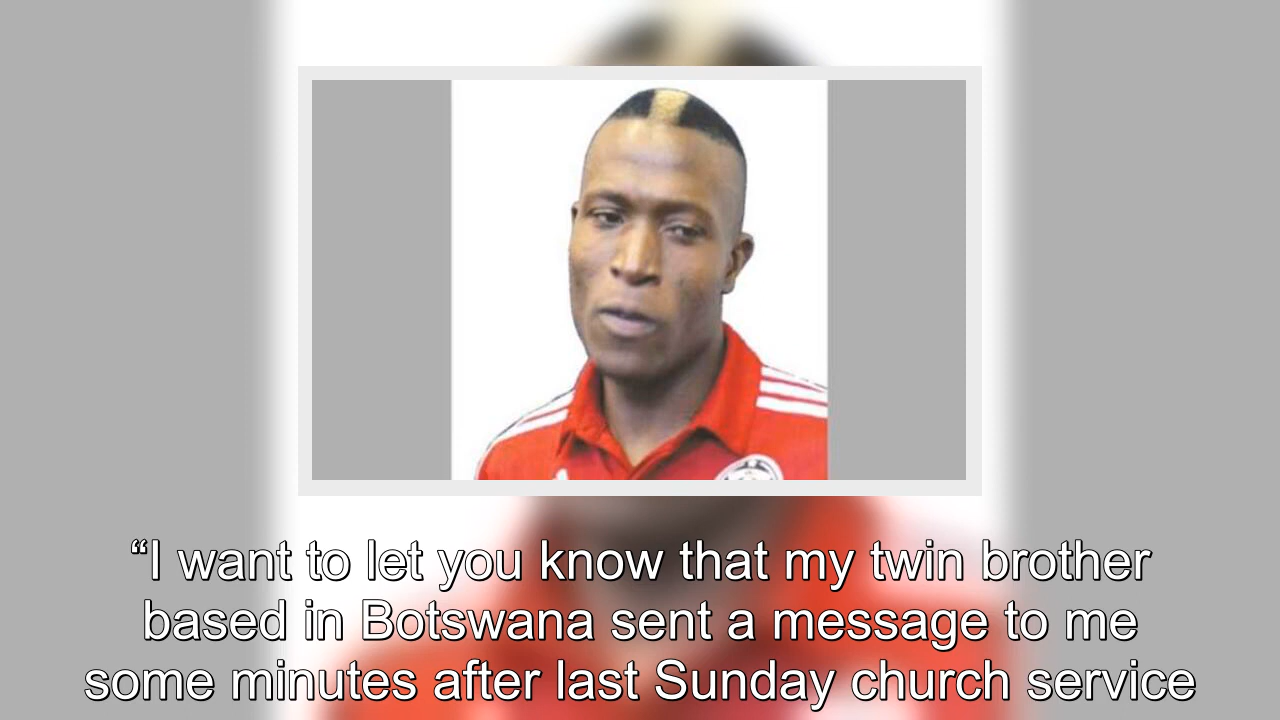 “I want to let you know that my twin brother
based in Botswana sent a message to me
some minutes after last Sunday church service